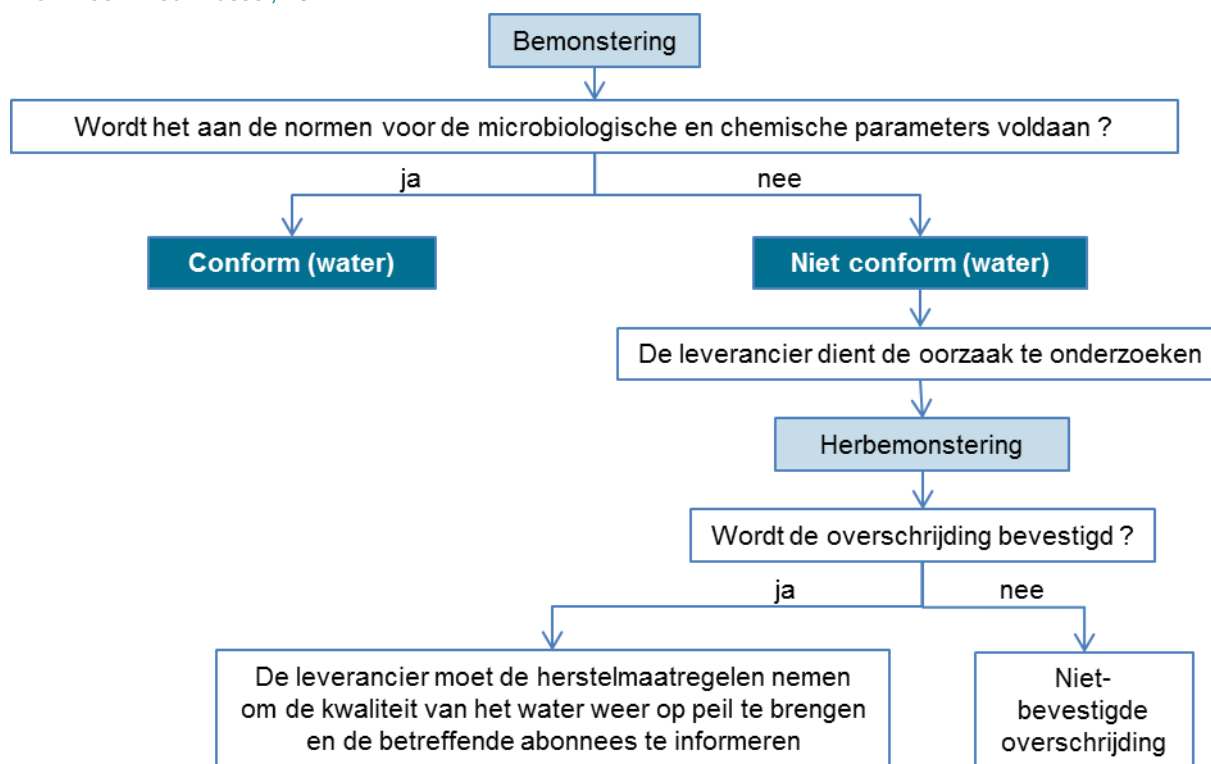 Bemonstering
Wordt het aan de normen voor de microbiologische en chemische parameters voldaan ?
ja
nee
Conform (water)
Niet conform (water)
De leverancier dient de oorzaak te onderzoeken
Herbemonstering
Wordt de overschrijding bevestigd ?
ja
nee
De leverancier moet de herstelmaatregelen nemen
om de kwaliteit van het water weer op peil te brengen
en de betreffende abonnees te informeren
Niet-
bevestigde
overschrijding